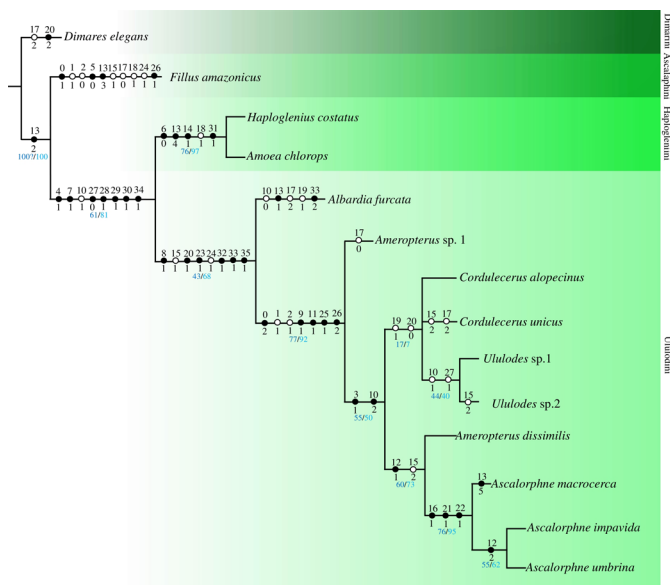 17 20
2 2
Dimares elegans
0 1 2 5 13 15 17 18 24 26
1 1 0 0 3 1 0 1 1 1
Fillus amazonicus
13
2
100?/100
6 13 14 18 31
0 4 1 1 1
76/97
Haploglenius costatus
Amoea chlorops
4 7 10 27 28 29 30 34
1 1 1 0 1 1 1 1
61/81
10 13 17 19 33
0 1 2 1 2
Albardia furcata
8 15 20 23 24 32 33 35
1 1 1 1 1 1 1 1
43/68
17
0
Ameropterus sp. 1
0 1 2 9 11 25 26
2 1 1 1 1 1 2
77/92
Cordulecerus alopecinus
19 20
1 0
17/7
15 17
2 2
Cordulecerus unicus
10 27
1 1
44/40
Ululodes sp.1
15
2
Ululodes sp.2
3 10
1 2
55/50
Ameropterus dissimilis
12 15
1 2
60/73
13
5
Ascalorphne macrocerca
16 21 22
1 1 1
76/95
Ascalorphne impavida
12
2
55/62
Ascalorphne umbrina
Dimarini
Ascalaphini
Haplogleniini
Ululodini